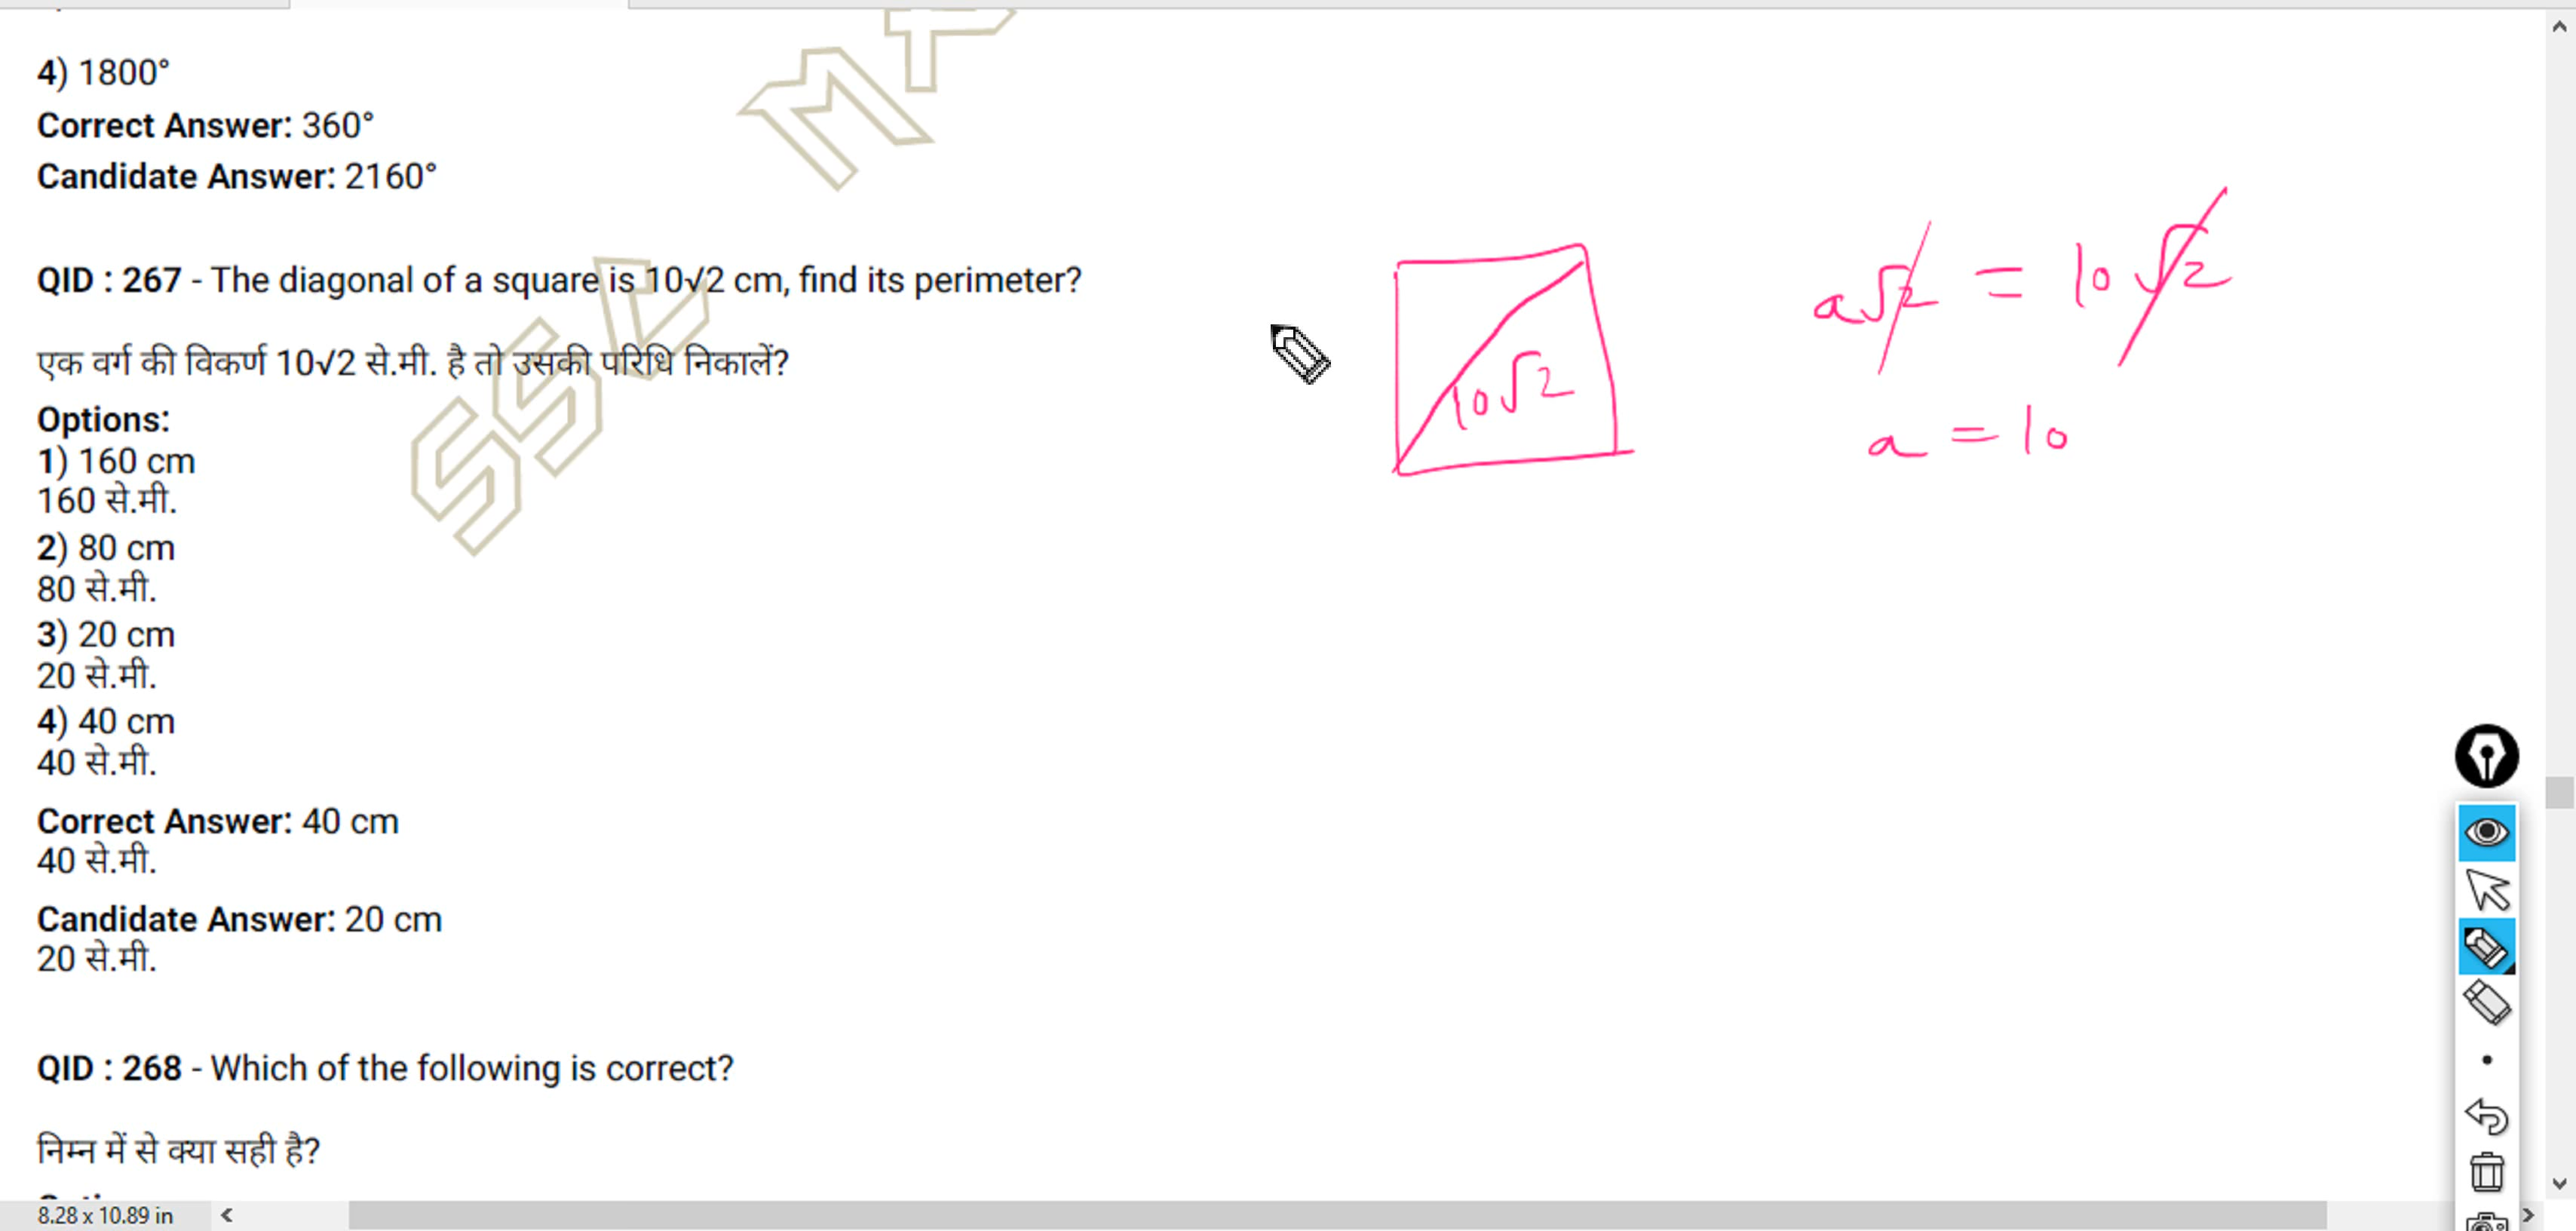 4) 1800°
Correct Answer: 360°
Candidate Answer: 2160°
QID : 267 - The diagonal of a square is 10√2 cm, find its perimeter?
एक वर्ग की विकर्ण 10√2 से.मी. है तो उसकी परिधि निकालें?
Options:
1) 160 cm
160 से.मी.
2) 80 cm
80 से.मी.
3) 20 cm
20 से.मी.
4) 40 cm
40 से.मी.
Correct Answer: 40 cm
40 से.मी.
Candidate Answer: 20 cm
20 से.मी.
QID : 268 - Which of the following is correct?
निम्न में से क्या सही है?
10√2
a√2 = 10√2
a = 10
8.28 x 10.89 in